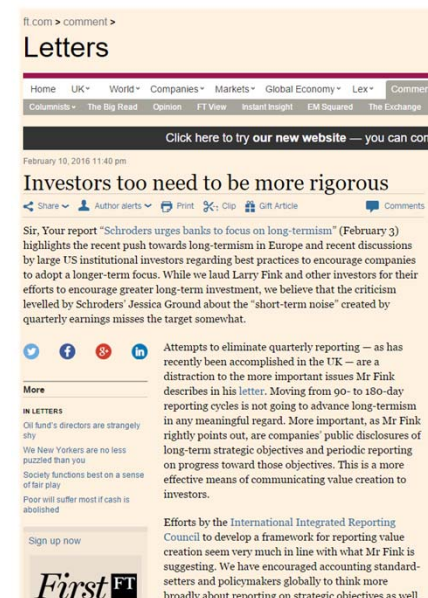 ft.com > comment >
Letters
Home UK World Companies Markets Global Economy Lex Commen
Columnists The Big Read Opinion FT View Instant Insight EM Squared The Exchange
Click here to try our new website — you can con
February 10, 2016 11:40 pm
Investors too need to be more rigorous
Share Author alerts Print Clip Gift Article Comments
Sir, Your report “Schroders urges banks to focus on long-termism” (February 3)
highlights the recent push towards long-termism in Europe and recent discussions
by large US institutional investors regarding best practices to encourage companies
to adopt a longer-term focus. While we laud Larry Fink and other investors for their
efforts to encourage greater long-term investment, we believe that the criticism
levelled by Schroders' Jessica Ground about the “short-term noise” created by
quarterly earnings misses the target somewhat.
More
IN LETTERS
Oil fund's directors are strangely
shy
We New Yorkers are no less
puzzled than you
Society functions best on a sense
of fair play
Poor will suffer most if cash is
abolished
Sign up now
First FT
Attempts to eliminate quarterly reporting — as has
recently been accomplished in the UK — are a
distraction to the more important issues Mr Fink
describes in his letter. Moving from 90- to 180-day
reporting cycles is not going to advance long-termism
in any meaningful regard. More important, as Mr Fink
rightly points out, are companies' public disclosures of
long-term strategic objectives and periodic reporting
on progress toward those objectives. This is a more
effective means of communicating value creation to
investors.
Efforts by the International Integrated Reporting
Council to develop a framework for reporting value
creation seem very much in line with what Mr Fink is
suggesting. We have encouraged accounting standard-
setters and policymakers globally to think more
broadly about reporting on strategic objectives as well